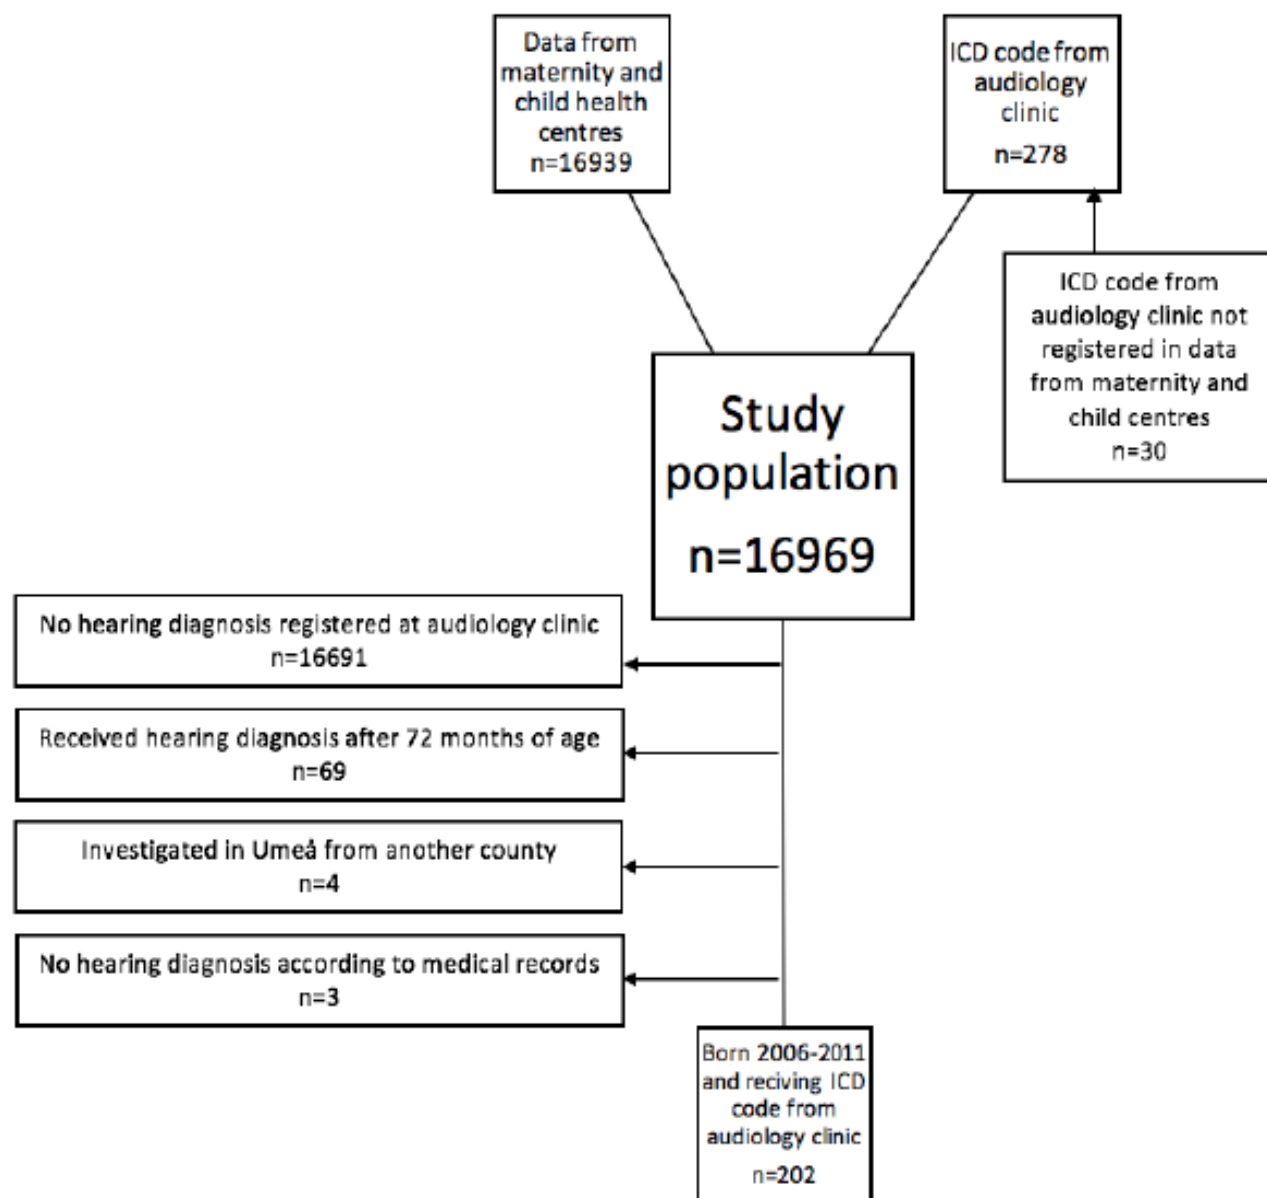 Data from
maternity and
child health
centres
n=16939
ICD code from
audiology
clinic
n=278
ICD code from
audiology clinic not
registered in data
from maternity and
child centres
n=30
Study
population
n=16969
No hearing diagnosis registered at audiology clinic
n=16691
Received hearing diagnosis after 72 months of age
n=69
Investigated in Umeå from another county
n=4
No hearing diagnosis according to medical records
n=3
Born 2006-2011
and reciving ICD
code from
audiology clinic
n=202